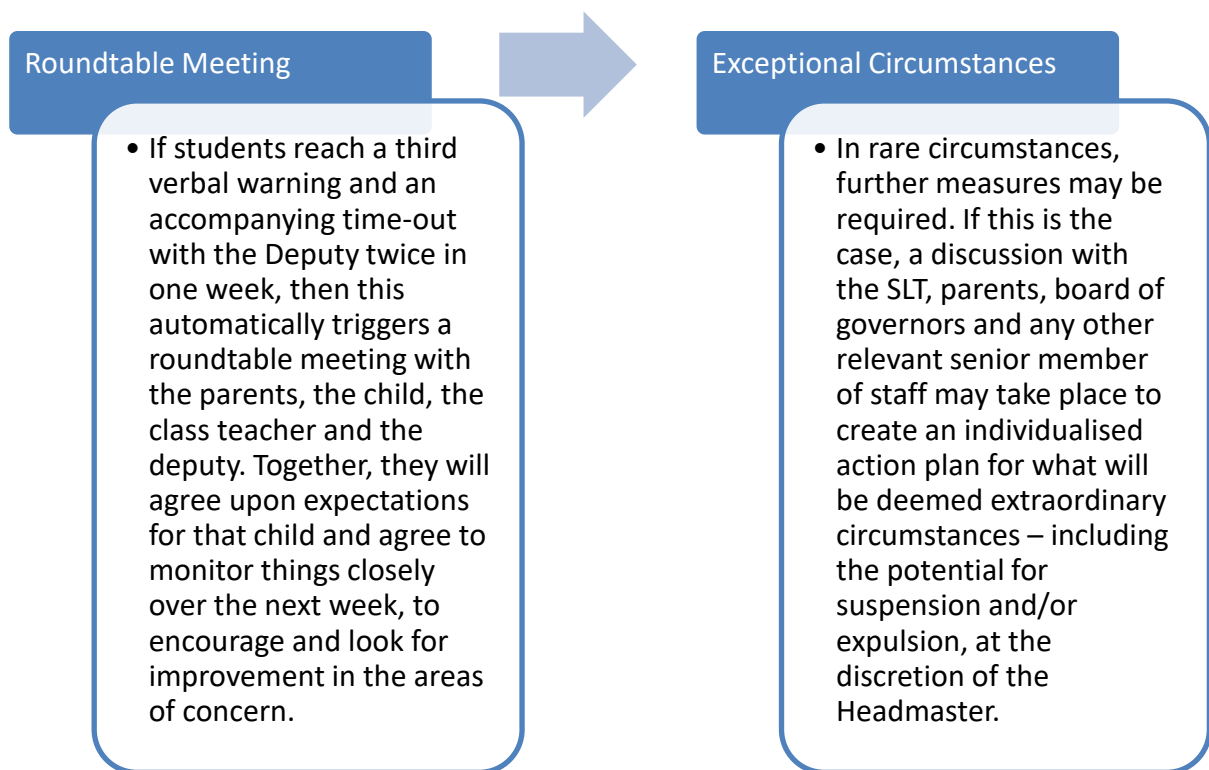 Roundtable Meeting
• If students reach a third
verbal warning and an
accompanying time-out
with the Deputy twice in
one week, then this
automatically triggers a
roundtable meeting with
the parents, the child, the
class teacher and the
deputy. Together, they will
agree upon expectations
for that child and agree to
monitor things closely
over the next week, to
encourage and look for
improvement in the areas
of concern.
Exceptional Circumstances
• In rare circumstances,
further measures may be
required. If this is the
case, a discussion with
the SLT, parents, board of
governors and any other
relevant senior member
of staff may take place to
create an individualised
action plan for what will
be deemed extraordinary
circumstances – including
the potential for
suspension and/or
expulsion, at the
discretion of the
Headmaster.